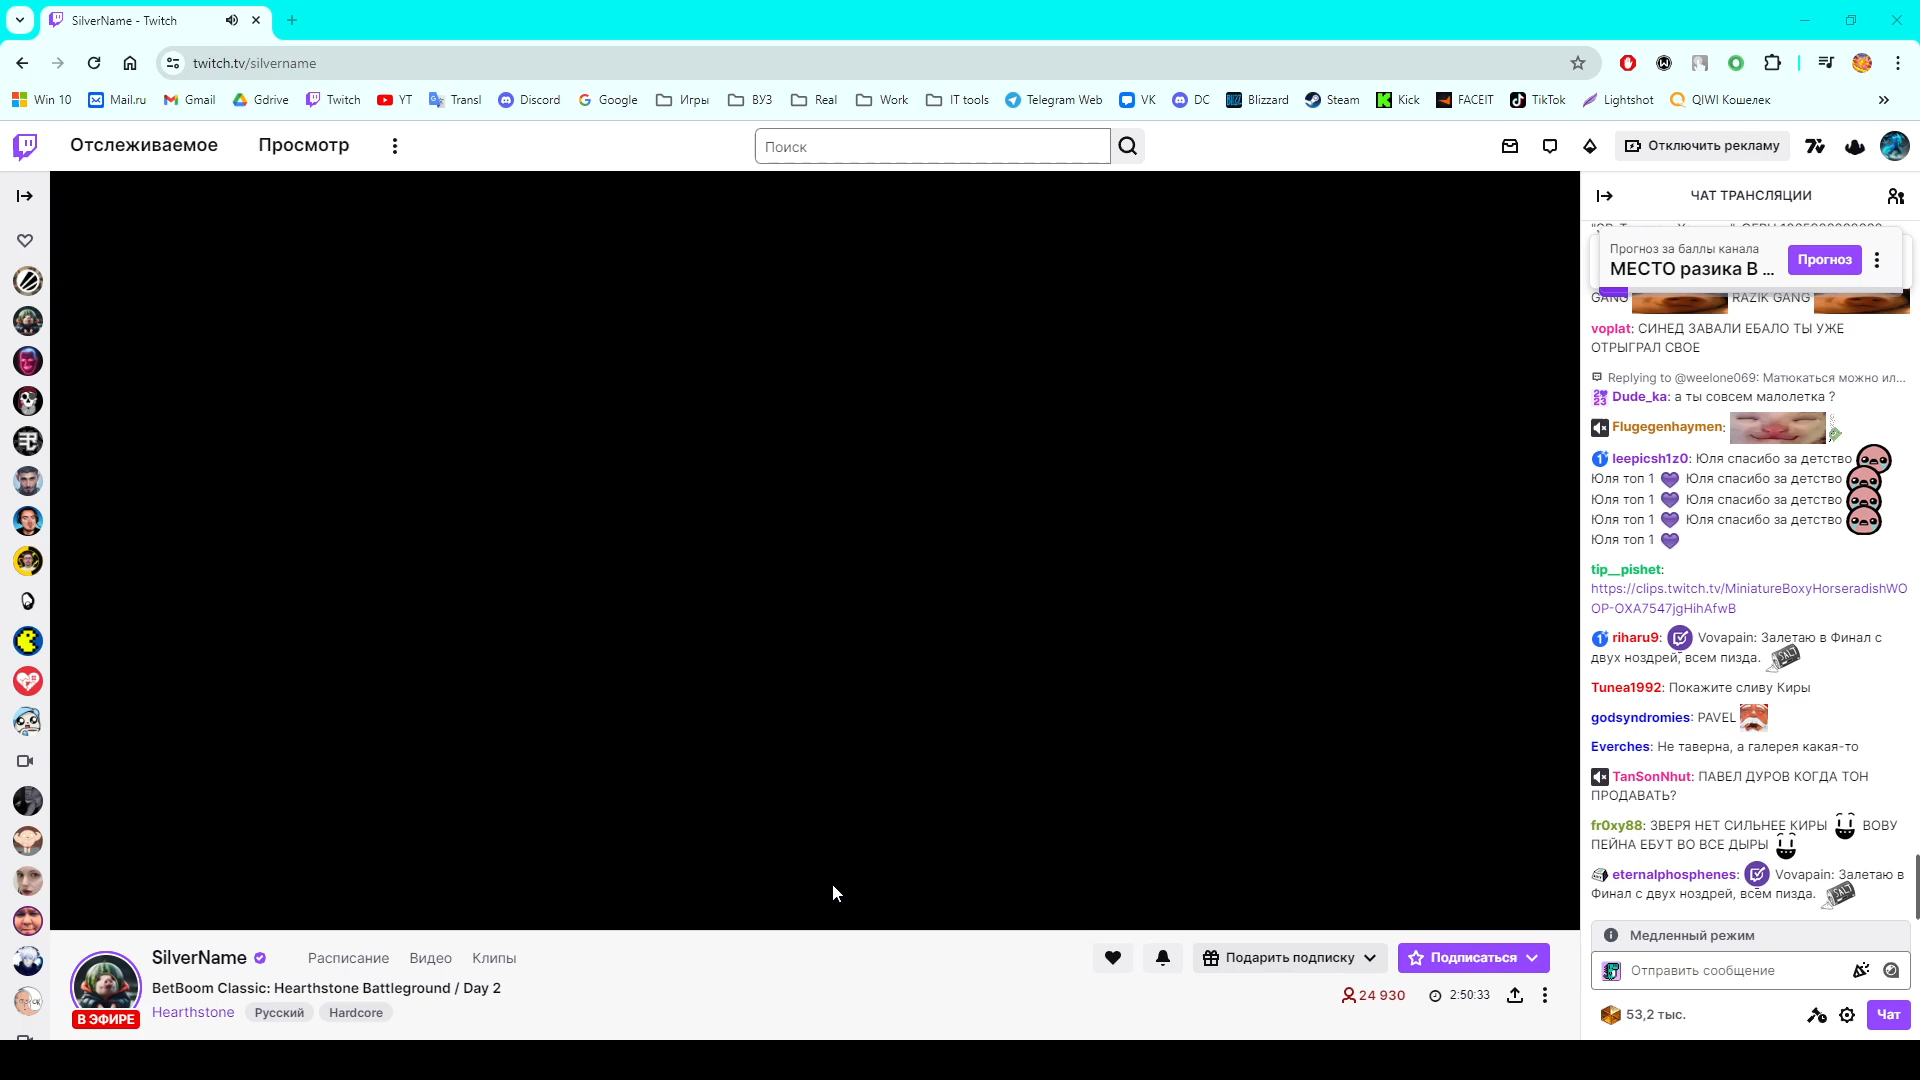 SilverName - Twitch
twitch.tv/silvername
Win 10
Mail.ru
Gmail
Gdrive
Twitch
YT
Transl
Discord
Google
Игры
ВУЗ
Real
Work
IT tools
Telegram Web
VK
DC
Blizzard
Steam
Kick
FACEIT
TikTok
Lightshot
QIWI Кошелек
Отслеживаемое
Просмотр
Поиск
Отключить рекламу
ЧАТ ТРАНСЛЯЦИИ
Прогноз за баллы канала
МЕСТО разика В ...
Прогноз
GANG RAZIK GANG
voplat: СИНЕД ЗАВАЛИ ЕБАЛО ТЫ УЖЕ
ОТРЫГРАЛ СВОЕ
Replying to @weelone069: Матюкаться можно ил...
Dude_ka: а ты совсем малолетка ?
Flugegenhaymen:
leepicsh1z0: Юля спасибо за детство
Юля топ 1 Юля спасибо за детство
Юля топ 1 Юля спасибо за детство
Юля топ 1 Юля спасибо за детство
Юля топ 1
tip__pishet:
https://clips.twitch.tv/MiniatureBoxyHorseradishWO
OP-OXA7547jgHihAfwB
riharu9: Vovapain: Залетаю в Финал с
двух ноздрей, всем пизда. SALT
Tunea1992: Покажите сливу Киры
godsyndromies: PAVEL
Everches: Не таверна, а галерея какая-то
TanSonNhut: ПАВЕЛ ДУРОВ КОГДА ТОН
ПРОДАВАТЬ?
fr0xy88: ЗВЕРЯ НЕТ СИЛЬНЕЕ КИРЫ ВОВУ
ПЕЙНА ЕБУТ ВО ВСЕ ДЫРЫ
eternalphosphenes: Vovapain: Залетаю в
Финал с двух ноздрей, всем пизда. SALT
Медленный режим
Отправить сообщение
53,2 тыс.
Чат
SilverName
Расписание
Видео
Клипы
BetBoom Classic: Hearthstone Battleground / Day 2
Hearthstone
Русский
Hardcore
В ЭФИРЕ
Подарить подписку
Подписаться
24 930
2:50:33